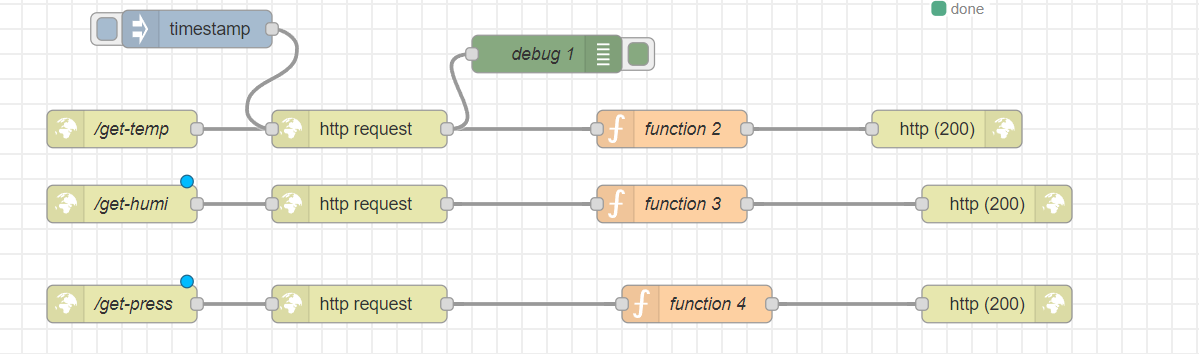 done
timestamp
debug 1
/get-temp
http request
function 2
http (200)
/get-humi
http request
function 3
http (200)
/get-press
http request
function 4
http (200)